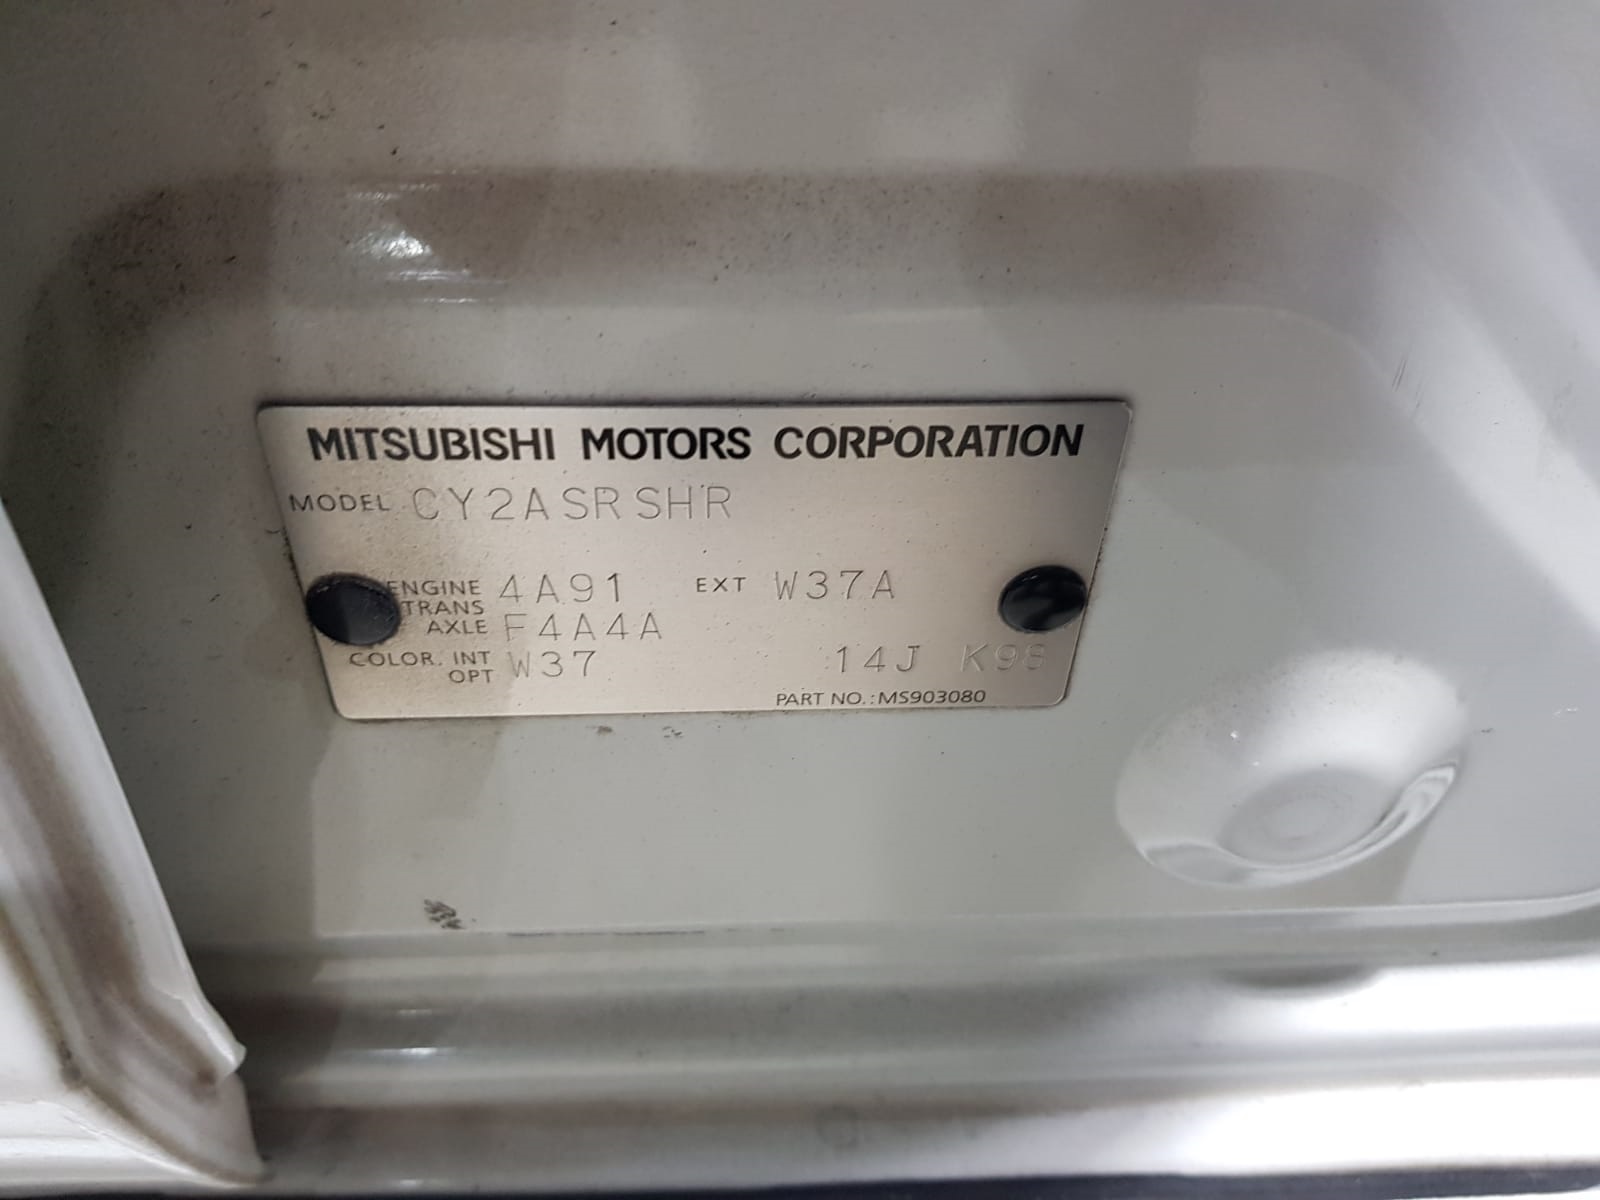 MITSUBISHI MOTORS CORPORATION
MODEL CY2ASRSHR
ENGINE 4A91 EXT W37A
TRANS
AXLE F4A4A
COLOR. INT W37 14J K98
OPT
PART NO.:MS903080